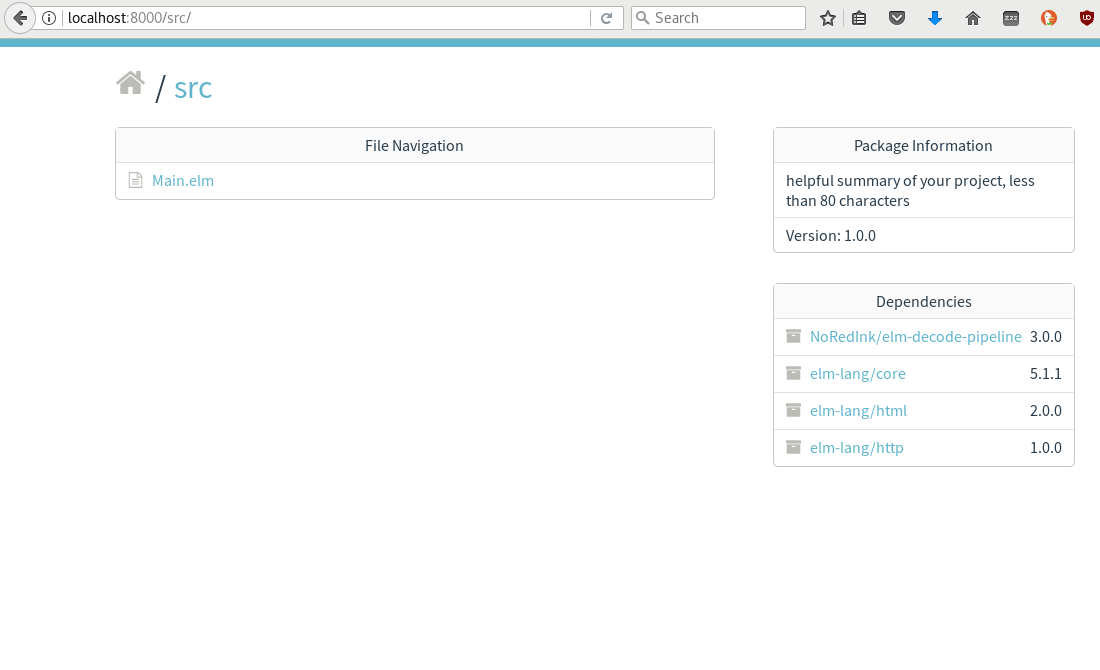 localhost:8000/src/
Search
/ src
File Navigation
Main.elm
Package Information
helpful summary of your project, less
than 80 characters
Version: 1.0.0
Dependencies
NoRedInk/elm-decode-pipeline 3.0.0
elm-lang/core 5.1.1
elm-lang/html 2.0.0
elm-lang/http 1.0.0